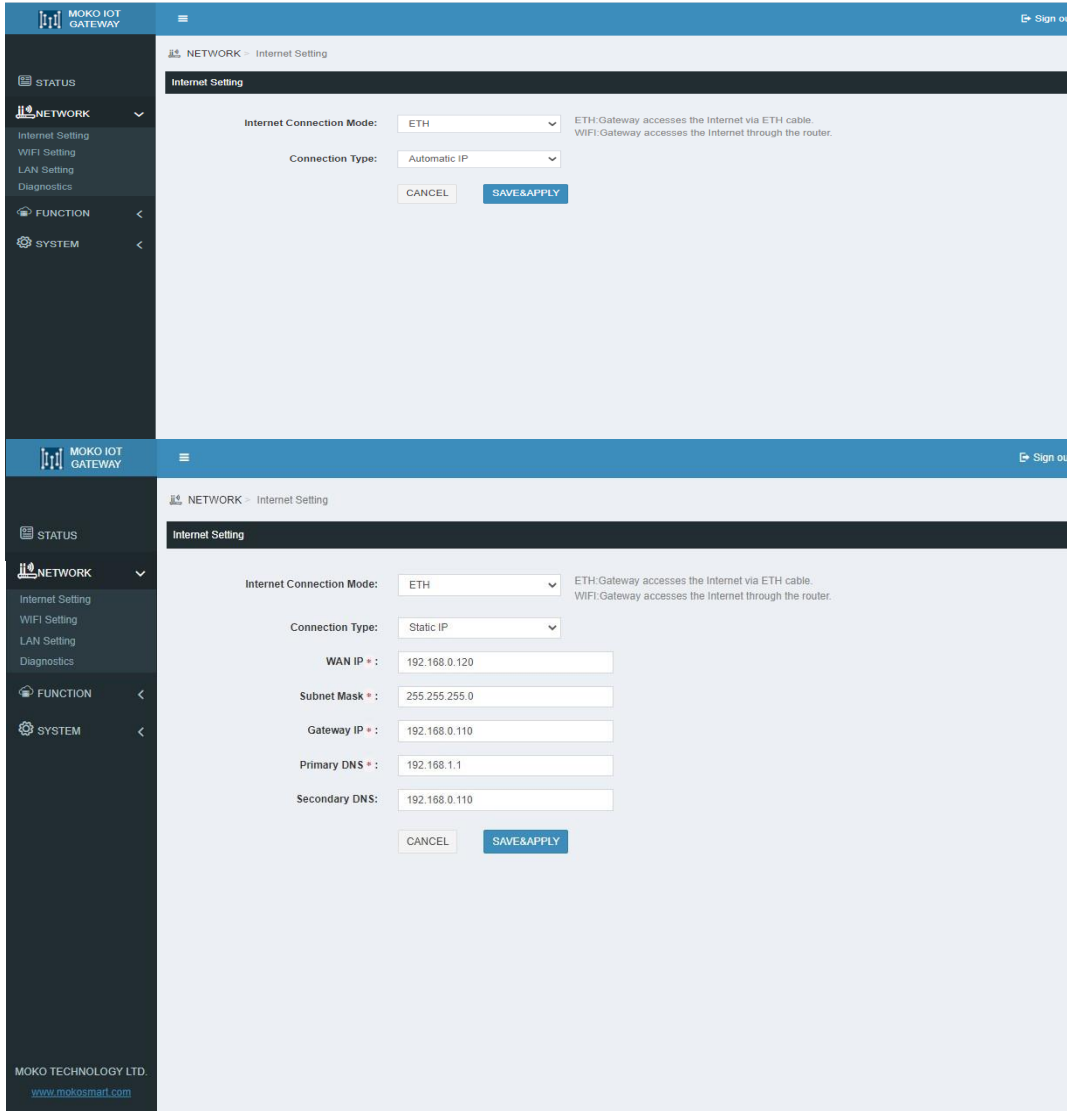 MOKO IOT
GATEWAY
Sign ou
NETWORK > Internet Setting
STATUS
Internet Setting
NETWORK
Internet Setting
WIFI Setting
LAN Setting
Diagnostics
FUNCTION
SYSTEM
Internet Connection Mode: ETH
ETH:Gateway accesses the Internet via ETH cable.
WIFI:Gateway accesses the Internet through the router.
Connection Type: Automatic IP
CANCEL SAVE&APPLY
MOKO IOT
GATEWAY
Sign ou
NETWORK > Internet Setting
STATUS
Internet Setting
NETWORK
Internet Setting
WIFI Setting
LAN Setting
Diagnostics
FUNCTION
SYSTEM
Internet Connection Mode: ETH
ETH:Gateway accesses the Internet via ETH cable.
WIFI:Gateway accesses the Internet through the router.
Connection Type: Static IP
WAN IP * : 192.168.0.120
Subnet Mask * : 255.255.255.0
Gateway IP * : 192.168.0.110
Primary DNS * : 192.168.1.1
Secondary DNS: 192.168.0.110
CANCEL SAVE&APPLY
MOKO TECHNOLOGY LTD.
www.mokosmart.com